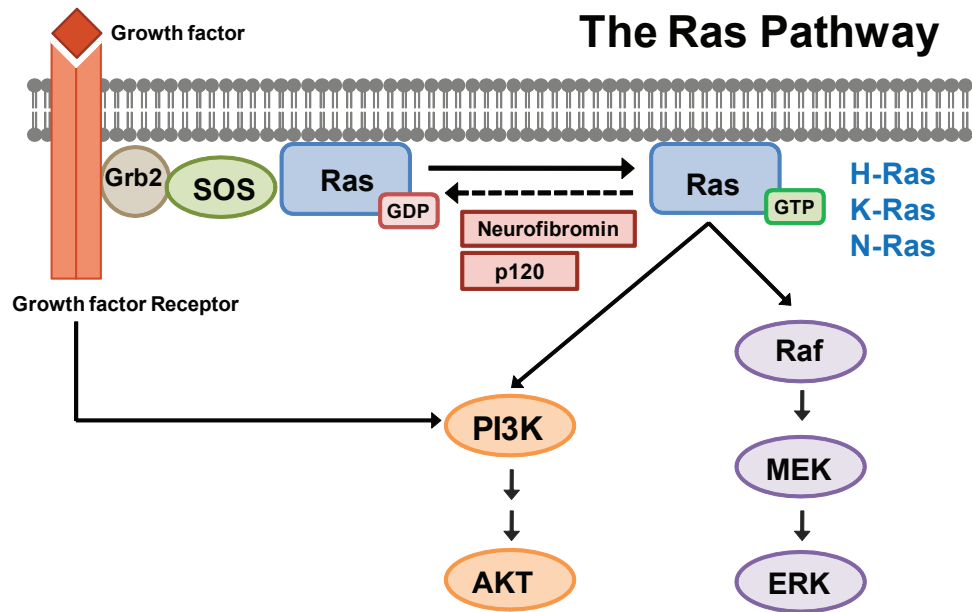 The Ras Pathway
Growth factor
Grb2
SOS
Ras
GDP
Ras
GTP
H-Ras
K-Ras
N-Ras
Neurofibromin
p120
Growth factor Receptor
Raf
PI3K
MEK
AKT
ERK